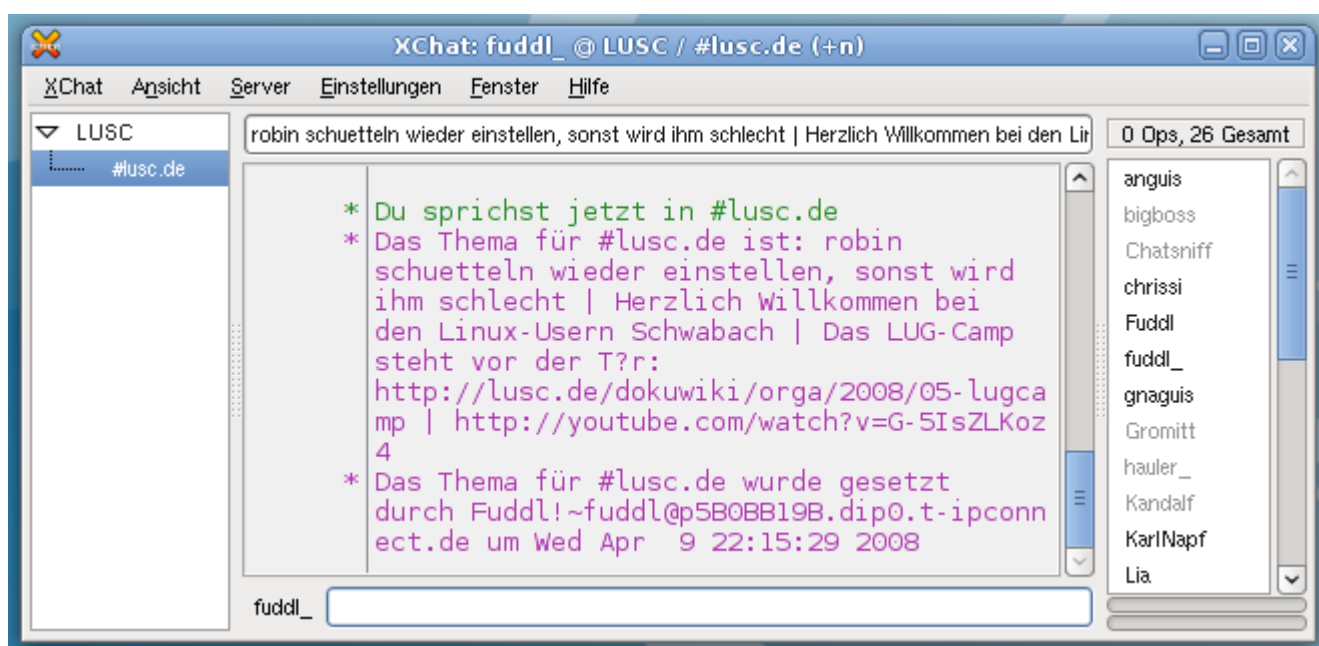 XChat: fuddl_ @ LUSC / #lusc.de (+n)
XChat Ansicht Server Einstellungen Fenster Hilfe
LUSC
#lusc.de
robin schuetteln wieder einstellen, sonst wird ihm schlecht | Herzlich Willkommen bei den Lin
0 Ops, 26 Gesamt
* Du sprichst jetzt in #lusc.de
* Das Thema für #lusc.de ist: robin
schuetteln wieder einstellen, sonst wird
ihm schlecht | Herzlich Willkommen bei
den Linux-Usern Schwabach | Das LUG-Camp
steht vor der T?r:
http://lusc.de/dokuwiki/orga/2008/05-lugca
mp | http://youtube.com/watch?v=G-5IsZLKoz
4
* Das Thema für #lusc.de wurde gesetzt
durch Fuddl!~fuddl@p5B0BB19B.dip0.t-ipconn
ect.de um Wed Apr  9 22:15:29 2008
anguis
bigboss
Chatsniff
chrissi
Fuddl
fuddl_
gnaguis
Gromitt
hauler_
Kandalf
KarlNapf
Lia
fuddl_